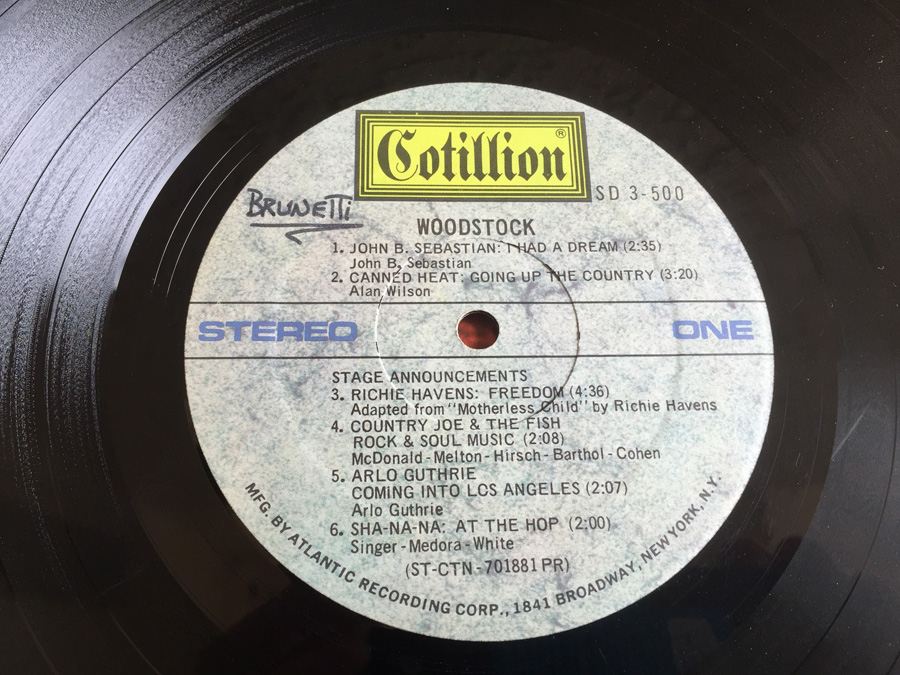 Cotillion®
SD 3-500
BRUNETTI
WOODSTOCK
1. JOHN B. SEBASTIAN: I HAD A DREAM (2:35)
John B. Sebastian
2. CANNED HEAT: GOING UP THE COUNTRY (3:20)
Alan Wilson
STEREO ONE
STAGE ANNOUNCEMENTS
3. RICHIE HAVENS: FREEDOM (4:36)
Adapted from "Motherless Child" by Richie Havens
4. COUNTRY JOE & THE FISH
ROCK & SOUL MUSIC (2:08)
McDonald - Melton - Hirsch - Barthol - Cohen
5. ARLO GUTHRIE
COMING INTO LOS ANGELES (2:07)
Arlo Guthrie
6. SHA-NA-NA: AT THE HOP (2:00)
Singer - Medora - White
(ST-CTN-701881 PR)
MFG. BY ATLANTIC RECORDING CORP., 1841 BROADWAY, NEW YORK, N.Y.